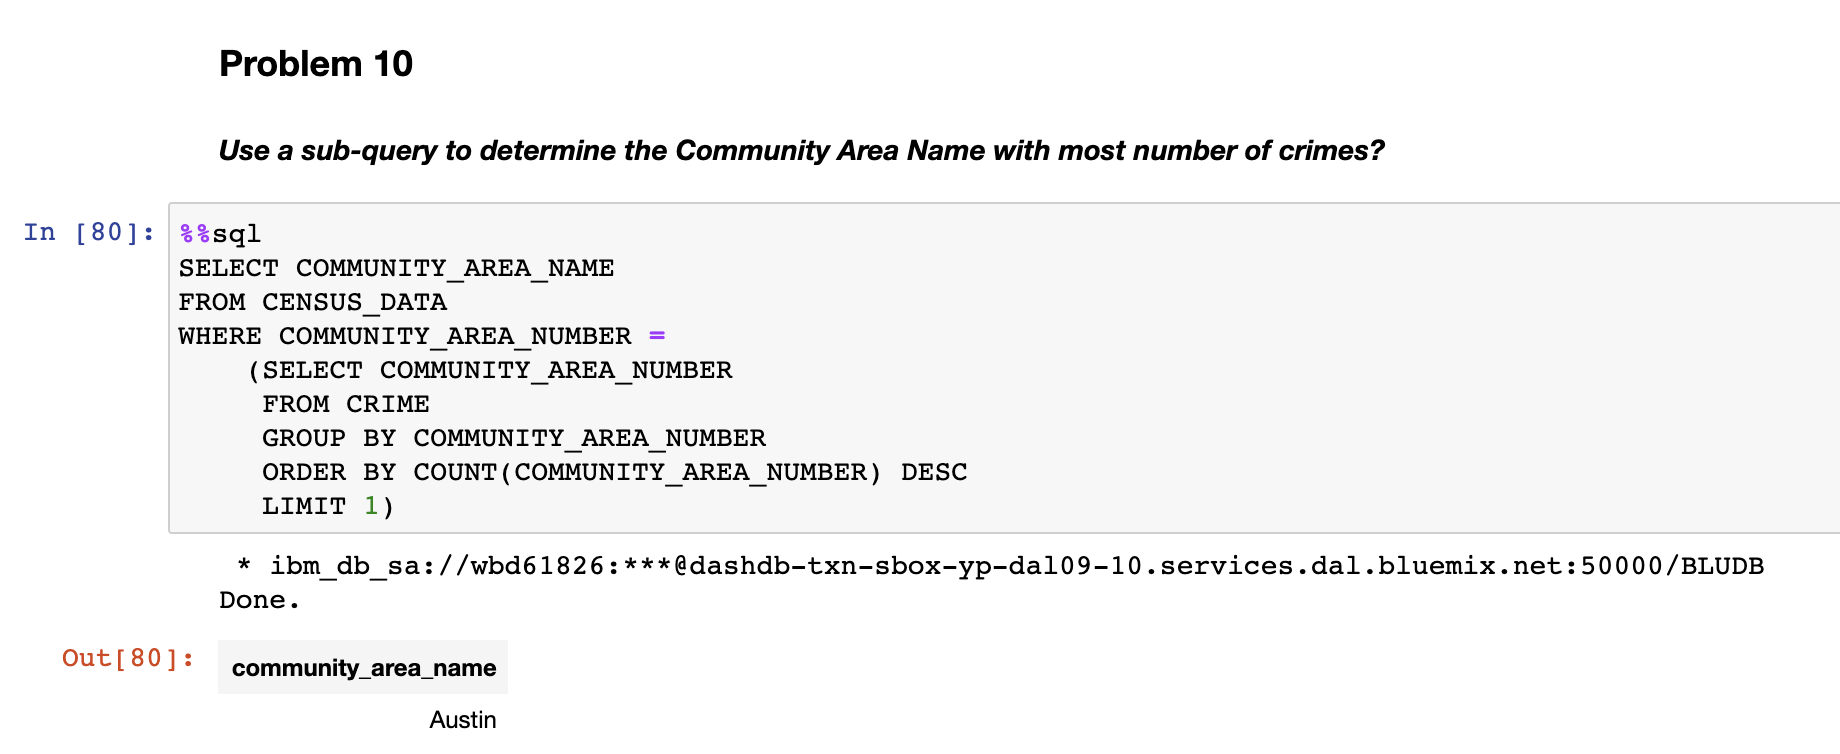 Problem 10
Use a sub-query to determine the Community Area Name with most number of crimes?
In [80]:
%%sql
SELECT COMMUNITY_AREA_NAME
FROM CENSUS_DATA
WHERE COMMUNITY_AREA_NUMBER =
(SELECT COMMUNITY_AREA_NUMBER
FROM CRIME
GROUP BY COMMUNITY_AREA_NUMBER
ORDER BY COUNT(COMMUNITY_AREA_NUMBER) DESC
LIMIT 1)
* ibm_db_sa://wbd61826:***@dashdb-txn-sbox-yp-dal09-10.services.dal.bluemix.net:50000/BLUDB
Done.
Out[80]:
community_area_name
Austin